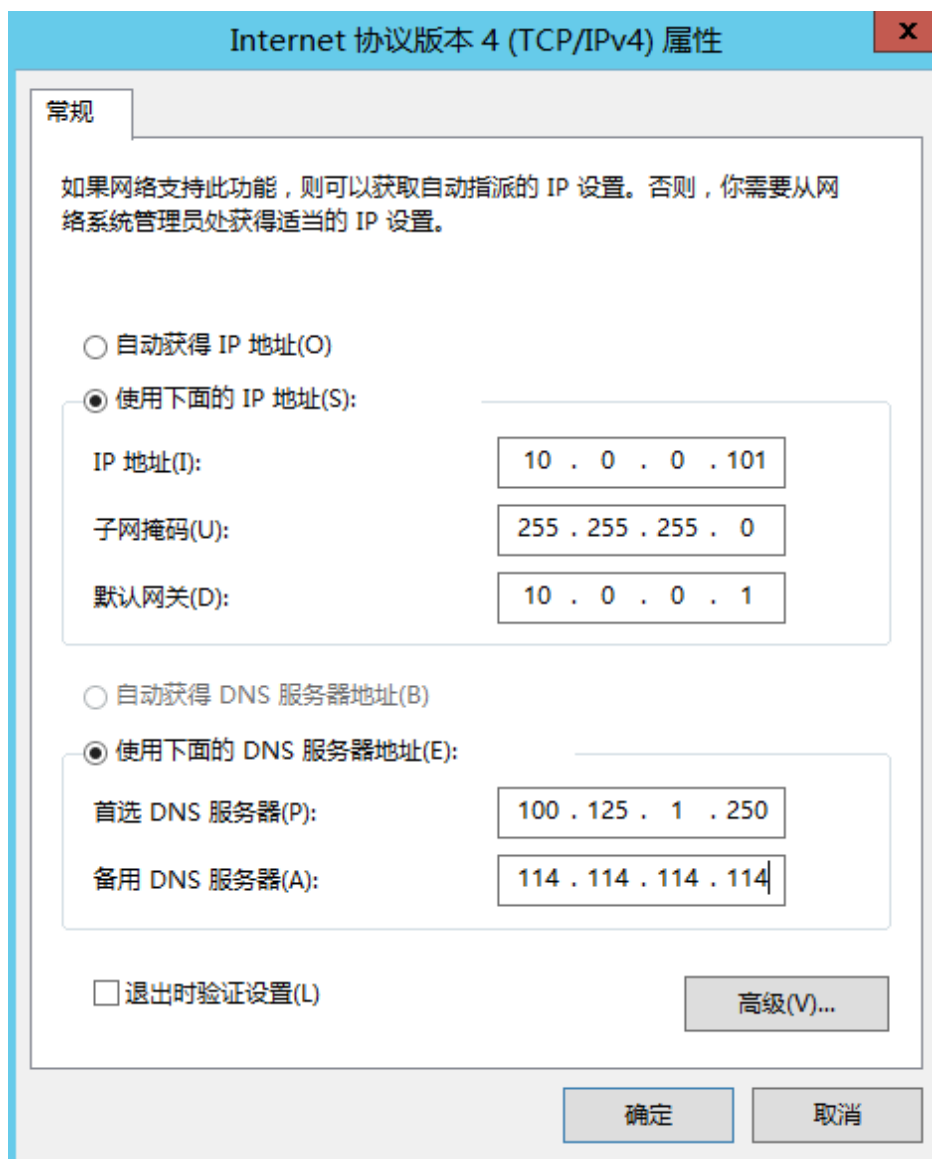 Internet 协议版本 4 (TCP/IPv4) 属性
x
常规
如果网络支持此功能，则可以获取自动指派的 IP 设置。否则，你需要从网
络系统管理员处获得适当的 IP 设置。
自动获得 IP 地址(O)
使用下面的 IP 地址(S):
IP 地址(I): 10 . 0 . 0 . 101
子网掩码(U): 255 . 255 . 255 . 0
默认网关(D): 10 . 0 . 0 . 1
自动获得 DNS 服务器地址(B)
使用下面的 DNS 服务器地址(E):
首选 DNS 服务器(P): 100 . 125 . 1 . 250
备用 DNS 服务器(A): 114 . 114 . 114 . 114
退出时验证设置(L)
高级(V)...
确定 取消